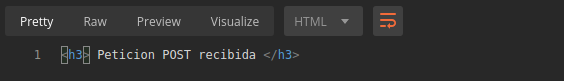 Pretty Raw Preview Visualize HTML
1 <h3> Peticion POST recibida </h3>